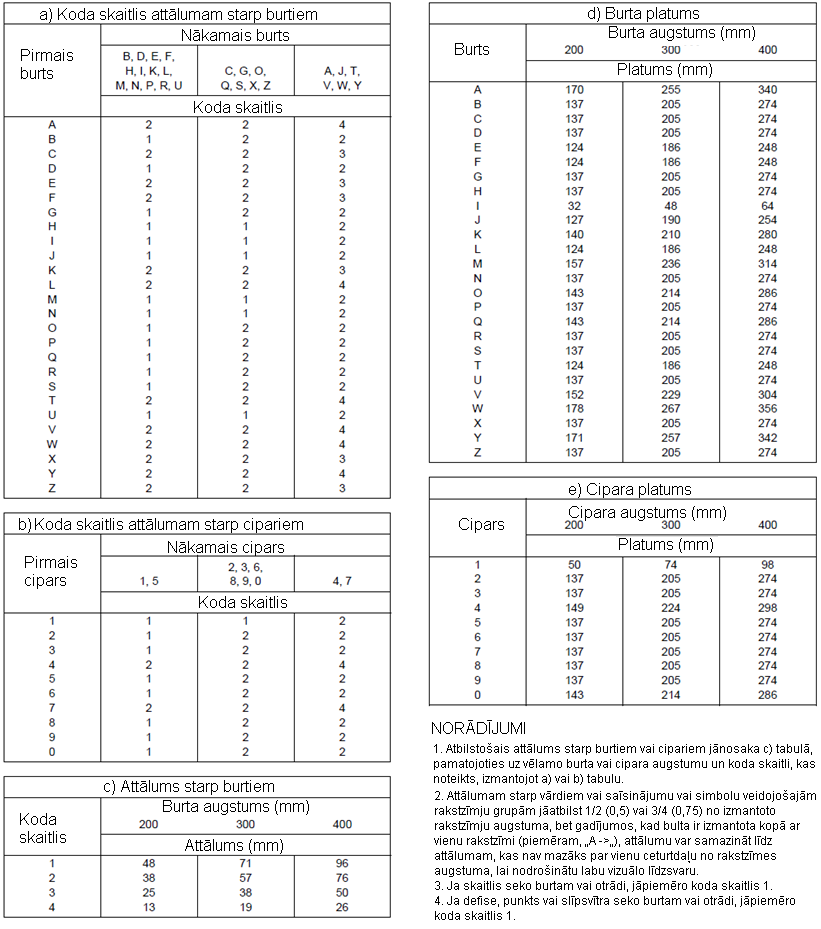 a) Koda skaitlis attālumam starp burtiem
Pirmais burts
Nākamais burts
B, D, E, F,
H, I, K, L,
M, N, P, R, U
C, G, O,
Q, S, X, Z
A, J, T,
V, W, Y
Koda skaitlis
A 2 2 4
B 1 2 2
C 2 2 3
D 1 2 2
E 2 2 3
F 2 2 3
G 1 2 2
H 1 1 2
I 1 1 2
J 1 1 2
K 2 2 3
L 2 2 4
M 1 1 2
N 1 1 2
O 1 2 2
P 1 2 2
Q 1 2 2
R 1 2 2
S 1 2 2
T 2 2 4
U 1 1 2
V 2 2 4
W 2 2 4
X 2 2 3
Y 2 2 4
Z 2 2 3
b) Koda skaitlis attālumam starp cipariem
Pirmais cipars
Nākamais cipars
1, 5
2, 3, 6,
8, 9, 0
4, 7
Koda skaitlis
1 1 1 2
2 1 2 2
3 1 2 2
4 2 2 4
5 1 2 2
6 1 2 2
7 2 2 4
8 1 2 2
9 1 2 2
0 1 2 2
c) Attālums starp burtiem
Koda skaitlis
Burta augstums (mm)
200 300 400
Attālums (mm)
1 48 71 96
2 38 57 76
3 25 38 50
4 13 19 26
d) Burta platums
Burts
Burta augstums (mm)
200 300 400
Platums (mm)
A 170 255 340
B 137 205 274
C 137 205 274
D 137 205 274
E 124 186 248
F 124 186 248
G 137 205 274
H 137 205 274
I 32 48 64
J 127 190 254
K 140 210 280
L 124 186 248
M 157 236 314
N 137 205 274
O 143 214 286
P 137 205 274
Q 143 214 286
R 137 205 274
S 137 205 274
T 124 186 248
U 137 205 274
V 152 229 304
W 178 267 356
X 137 205 274
Y 171 257 342
Z 137 205 274
e) Cipara platums
Cipars
Cipara augstums (mm)
200 300 400
Platums (mm)
1 50 74 98
2 137 205 274
3 137 205 274
4 149 224 298
5 137 205 274
6 137 205 274
7 137 205 274
8 137 205 274
9 137 205 274
0 143 214 286
NORĀDĪJUMI
1. Atbilstošais attālums starp burtiem vai cipariem jānosaka c) tabulā,
pamatojoties uz vēlamo burta vai cipara augstumu un koda skaitli, kas
noteikts, izmantojot a) vai b) tabulu.
2. Attālumam starp vārdiem vai saīsinājumu vai simbolu veidojošajām
rakstzīmju grupām jāatbilst 1/2 (0,5) vai 3/4 (0,75) no izmantoto
rakstzīmju augstuma, bet gadījumos, kad bulta ir izmantota kopā ar
vienu rakstzīmi (piemēram, „A ->„), attālumu var samazināt līdz
attālumam, kas nav mazāks par vienu ceturtdaļu no rakstzīmes
augstuma, lai nodrošinātu labu vizuālo līdzsvaru.
3. Ja skaitlis seko burtam vai otrādi, jāpiemēro koda skaitlis 1.
4. Ja defise, punkts vai slīpsvītra seko burtam vai otrādi, jāpiemēro
koda skaitlis 1.